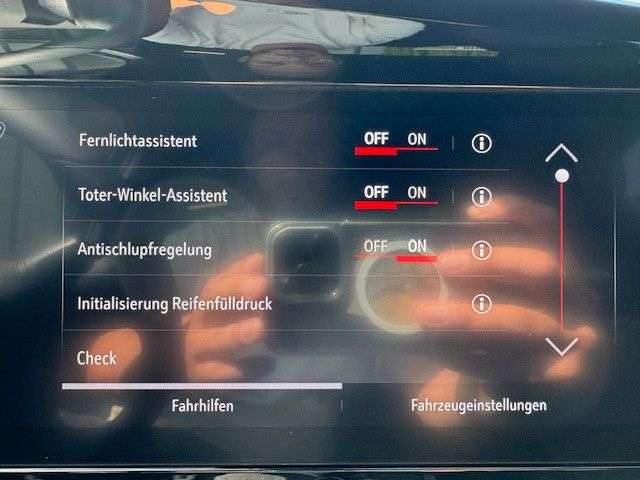 Fernlichtassistent OFF ON
Toter-Winkel-Assistent OFF ON
Antischlupfregelung OFF ON
Initialisierung Reifenfülldruck
Check
Fahrhilfen Fahrzeugeinstellungen